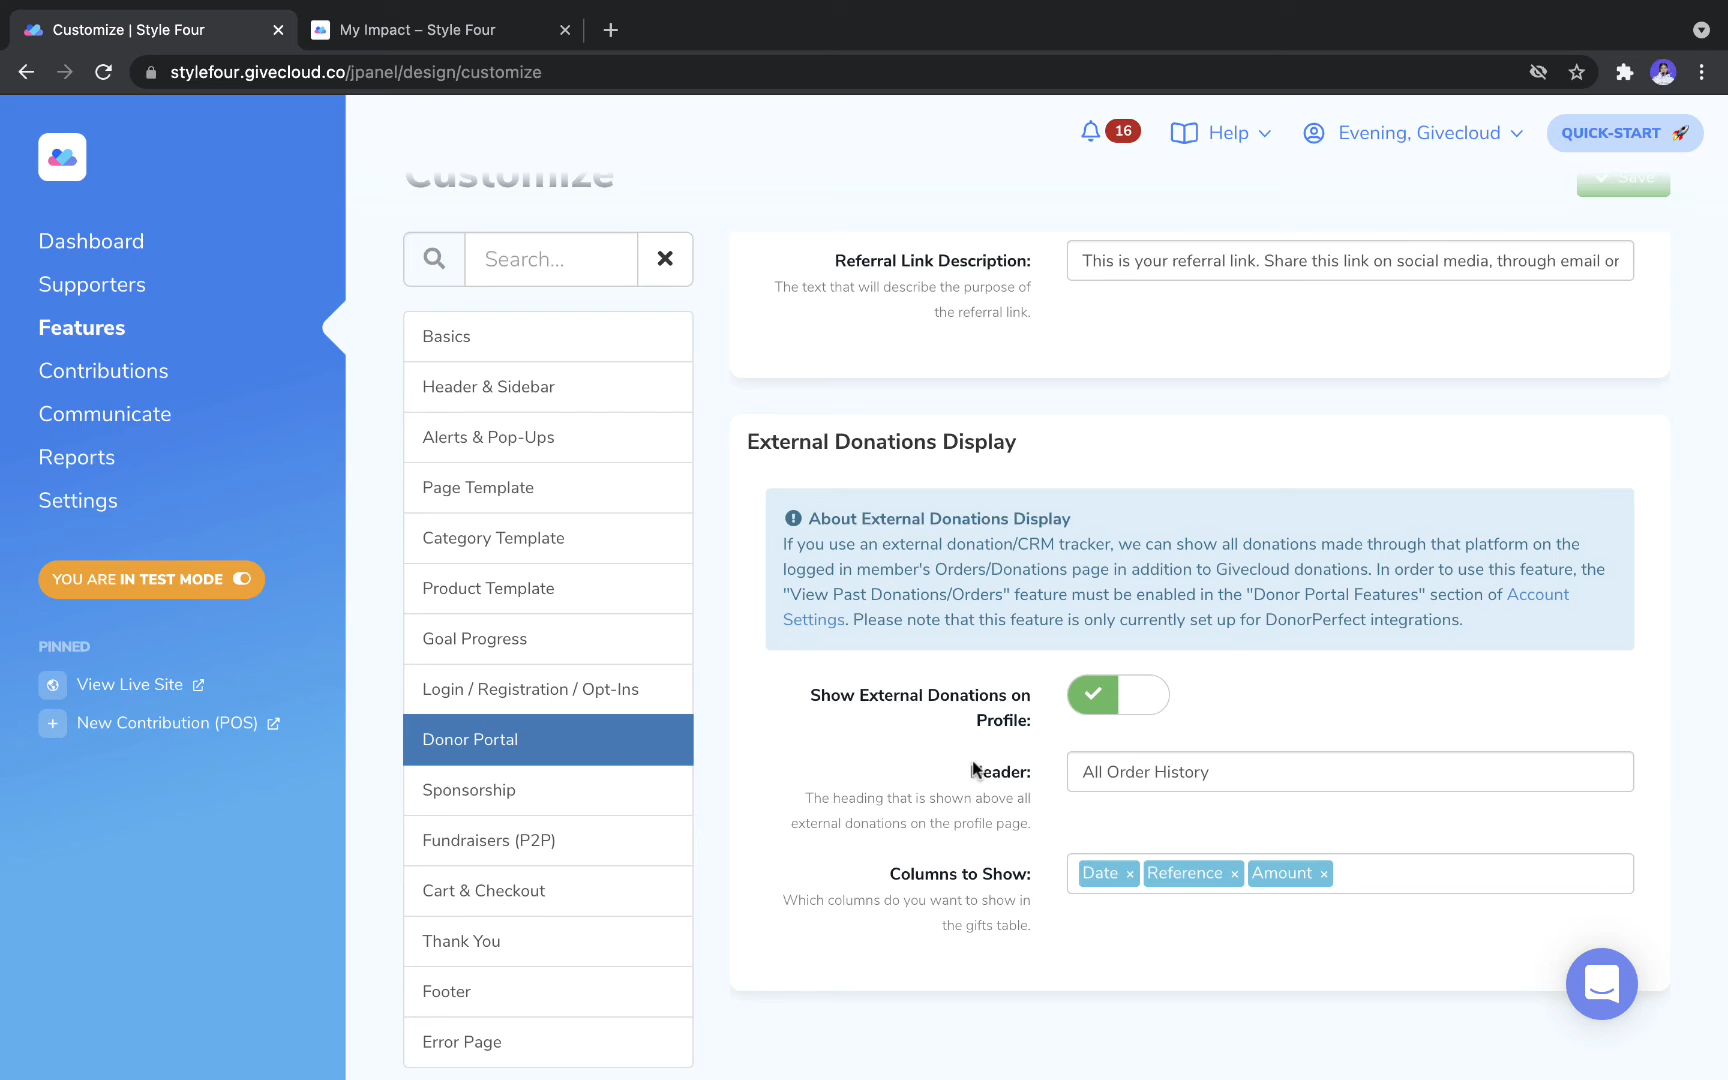 Customize | Style Four
My Impact – Style Four
stylefour.givecloud.co/jpanel/design/customize
16
Help
Evening, Givecloud
QUICK-START
Dashboard
Supporters
Features
Contributions
Communicate
Reports
Settings
YOU ARE IN TEST MODE
PINNED
View Live Site
New Contribution (POS)
Customize
Save
Search...
Basics
Header & Sidebar
Alerts & Pop-Ups
Page Template
Category Template
Product Template
Goal Progress
Login / Registration / Opt-Ins
Donor Portal
Sponsorship
Fundraisers (P2P)
Cart & Checkout
Thank You
Footer
Error Page
Referral Link Description:
The text that will describe the purpose of
the referral link.
This is your referral link. Share this link on social media, through email or
External Donations Display
About External Donations Display
If you use an external donation/CRM tracker, we can show all donations made through that platform on the
logged in member's Orders/Donations page in addition to Givecloud donations. In order to use this feature, the
"View Past Donations/Orders" feature must be enabled in the "Donor Portal Features" section of Account
Settings. Please note that this feature is only currently set up for DonorPerfect integrations.
Show External Donations on
Profile:
Header:
The heading that is shown above all
external donations on the profile page.
All Order History
Columns to Show:
Which columns do you want to show in
the gifts table.
Date × Reference × Amount ×